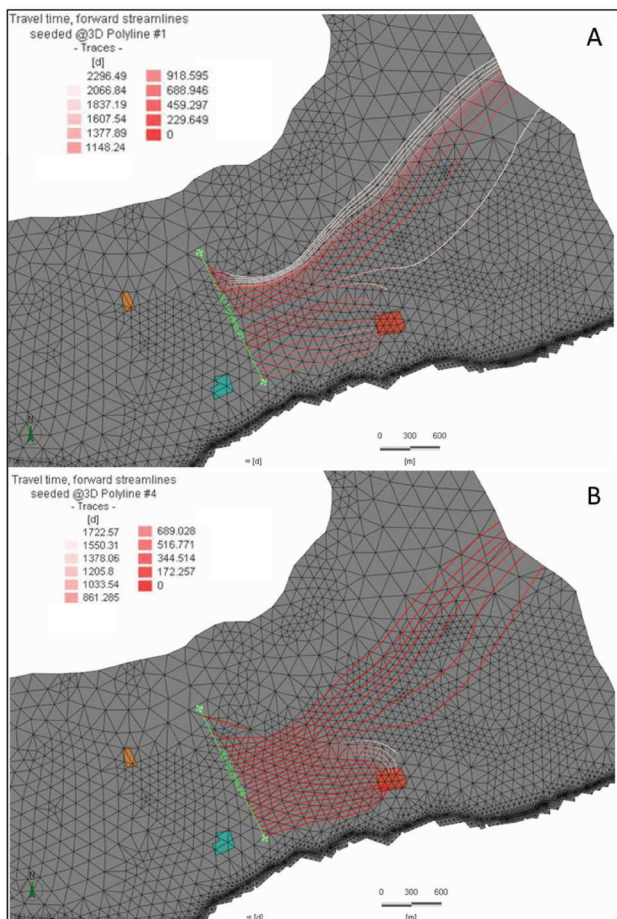 Travel time, forward streamlines
seeded @3D Polyline #1
- Traces -
[d]
2296.49
2066.84
1837.19
1607.54
1377.89
1148.24
918.595
688.946
459.297
229.649
0
A
N
0 300 600
∞ [d]
[m]
Travel time, forward streamlines
seeded @3D Polyline #4
- Traces -
[d]
1722.57
1550.31
1378.06
1205.8
1033.54
861.285
689.028
516.771
344.514
172.257
0
B
N
0 300 600
∞ [d]
[m]